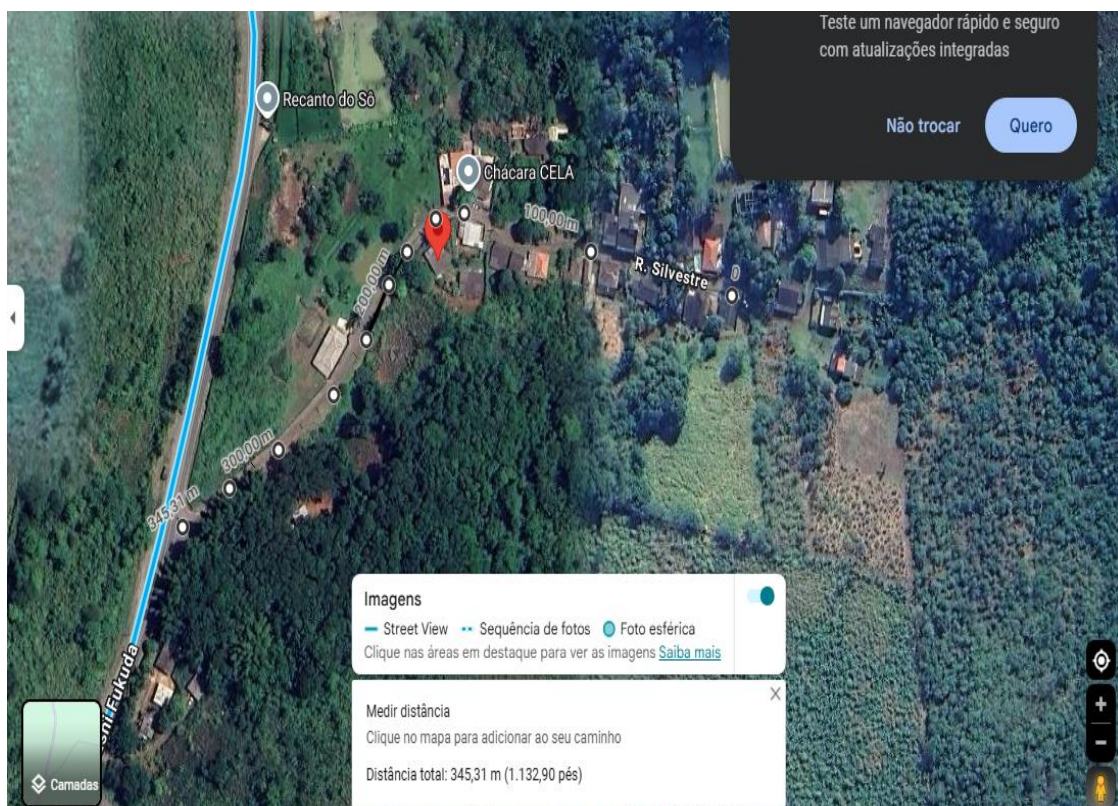 Teste um navegador rápido e seguro
com atualizações integradas
Não trocar
Quero
Recanto do Sô
Chácara CELA
100,00 m
R. Silvestre
0
200,00 m
300,00 m
345,31 m
Imagens
Street View
Sequência de fotos
Foto esférica
Clique nas áreas em destaque para ver as imagens Saiba mais
Medir distância
Clique no mapa para adicionar ao seu caminho
Distância total: 345,31 m (1.132,90 pés)
Fukuda
Camadas